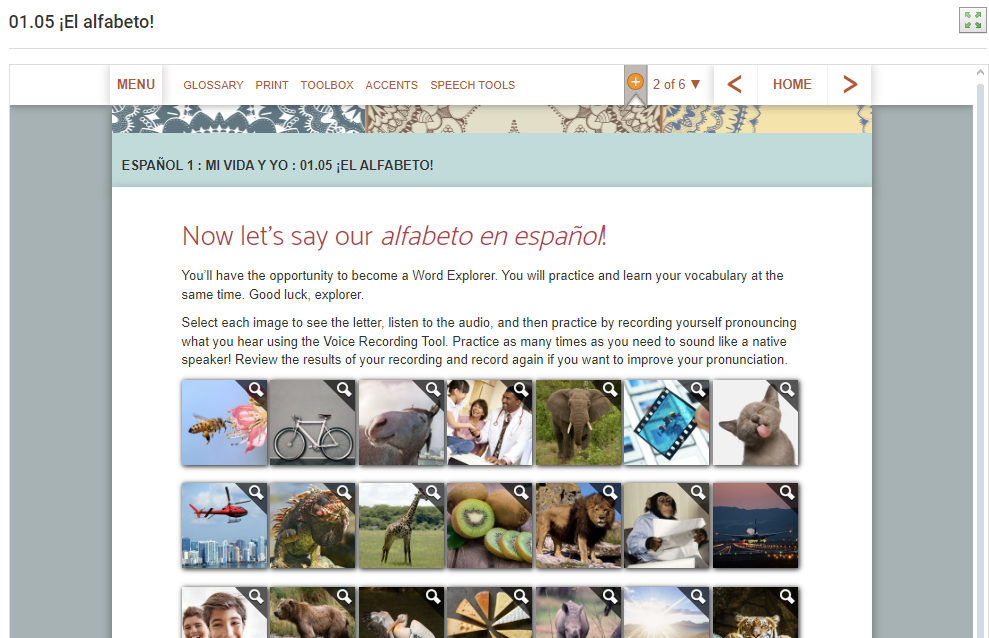 01.05 ¡El alfabeto!
MENU GLOSSARY PRINT TOOLBOX ACCENTS SPEECH TOOLS 2 of 6 ▼ < HOME >
ESPAÑOL 1 : MI VIDA Y YO : 01.05 ¡EL ALFABETO!
Now let's say our alfabeto en español!
You'll have the opportunity to become a Word Explorer. You will practice and learn your vocabulary at the
same time. Good luck, explorer.
Select each image to see the letter, listen to the audio, and then practice by recording yourself pronouncing
what you hear using the Voice Recording Tool. Practice as many times as you need to sound like a native
speaker! Review the results of your recording and record again if you want to improve your pronunciation.